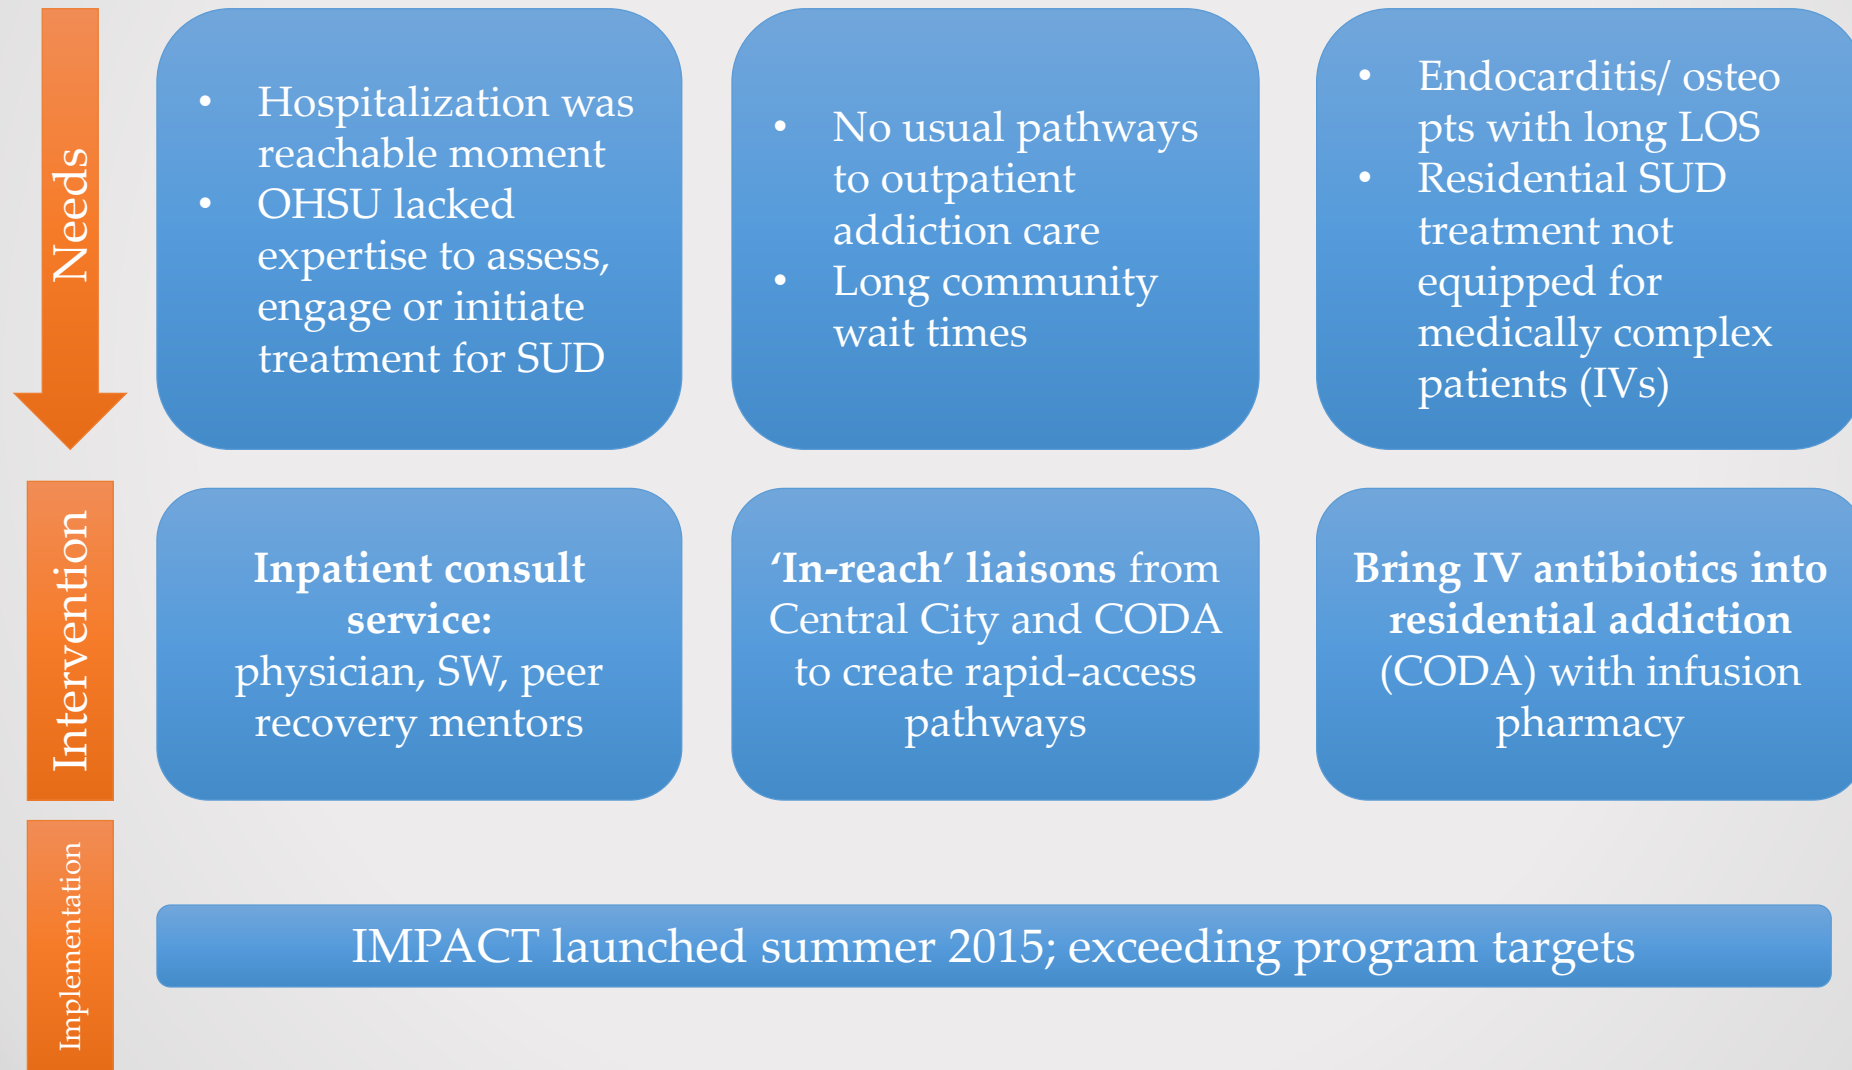 Needs
• Hospitalization was
reachable moment
• OHSU lacked
expertise to assess,
engage or initiate
treatment for SUD
• No usual pathways
to outpatient
addiction care
• Long community
wait times
• Endocarditis/ osteo
pts with long LOS
• Residential SUD
treatment not
equipped for
medically complex
patients (IVs)
Intervention
Inpatient consult
service:
physician, SW, peer
recovery mentors
‘In-reach’ liaisons from
Central City and CODA
to create rapid-access
pathways
Bring IV antibiotics into
residential addiction
(CODA) with infusion
pharmacy
Implementation
IMPACT launched summer 2015; exceeding program targets